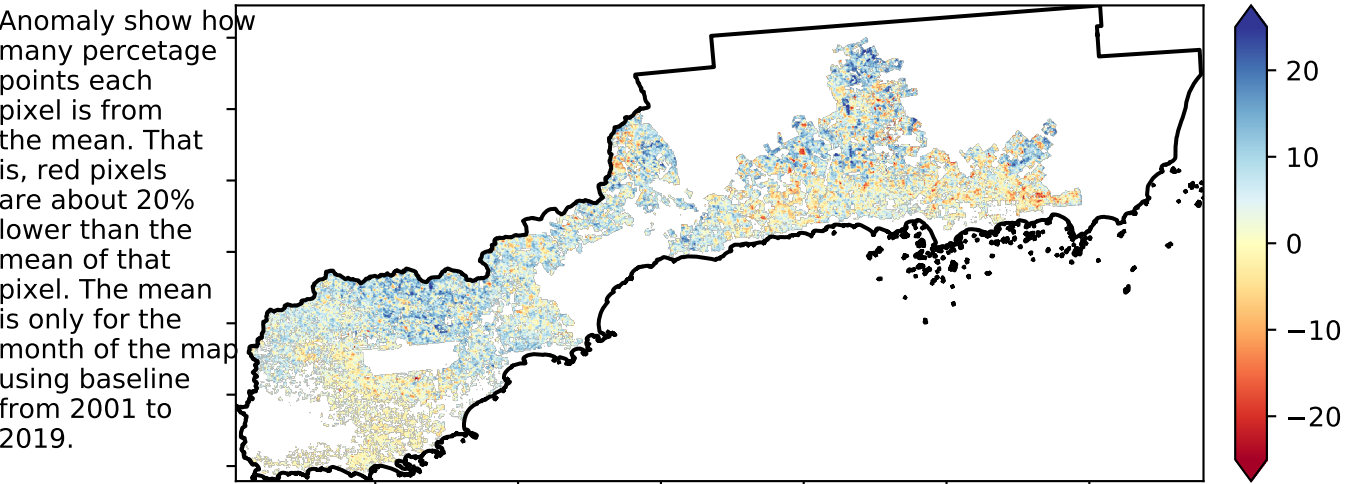 Anomaly show how
many percetage
points each
pixel is from
the mean. That
is, red pixels
are about 20%
lower than the
mean of that
pixel. The mean
is only for the
month of the map
using baseline
from 2001 to
2019.
20
10
0
−10
−20